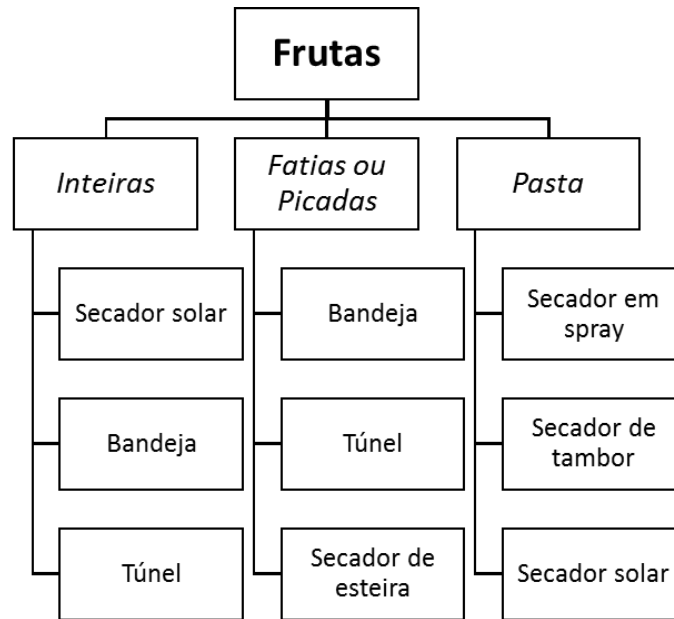 Frutas
Inteiras
Fatias ou
Picadas
Pasta
Secador solar
Bandeja
Túnel
Bandeja
Túnel
Secador de
esteira
Secador em
spray
Secador de
tambor
Secador solar